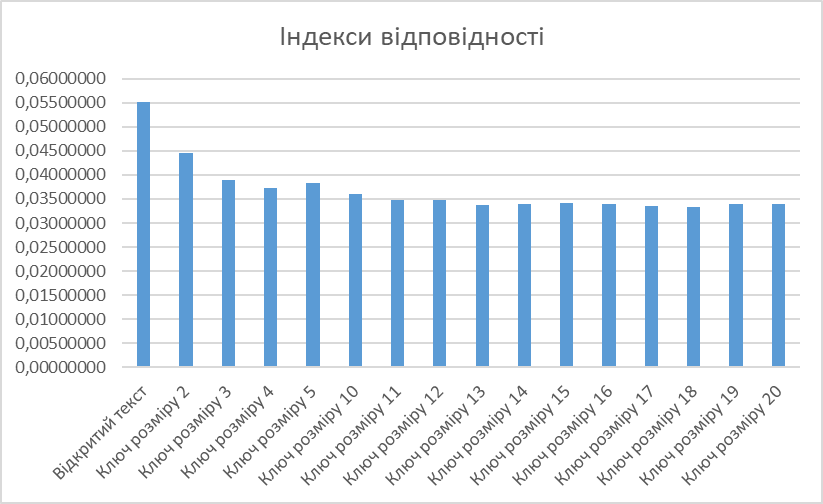 Індекси відповідності
0,06000000
0,05500000
0,05000000
0,04500000
0,04000000
0,03500000
0,03000000
0,02500000
0,02000000
0,01500000
0,01000000
0,00500000
0,00000000
Відкритий текст
Ключ розміру 2
Ключ розміру 3
Ключ розміру 4
Ключ розміру 5
Ключ розміру 10
Ключ розміру 11
Ключ розміру 12
Ключ розміру 13
Ключ розміру 14
Ключ розміру 15
Ключ розміру 16
Ключ розміру 17
Ключ розміру 18
Ключ розміру 19
Ключ розміру 20